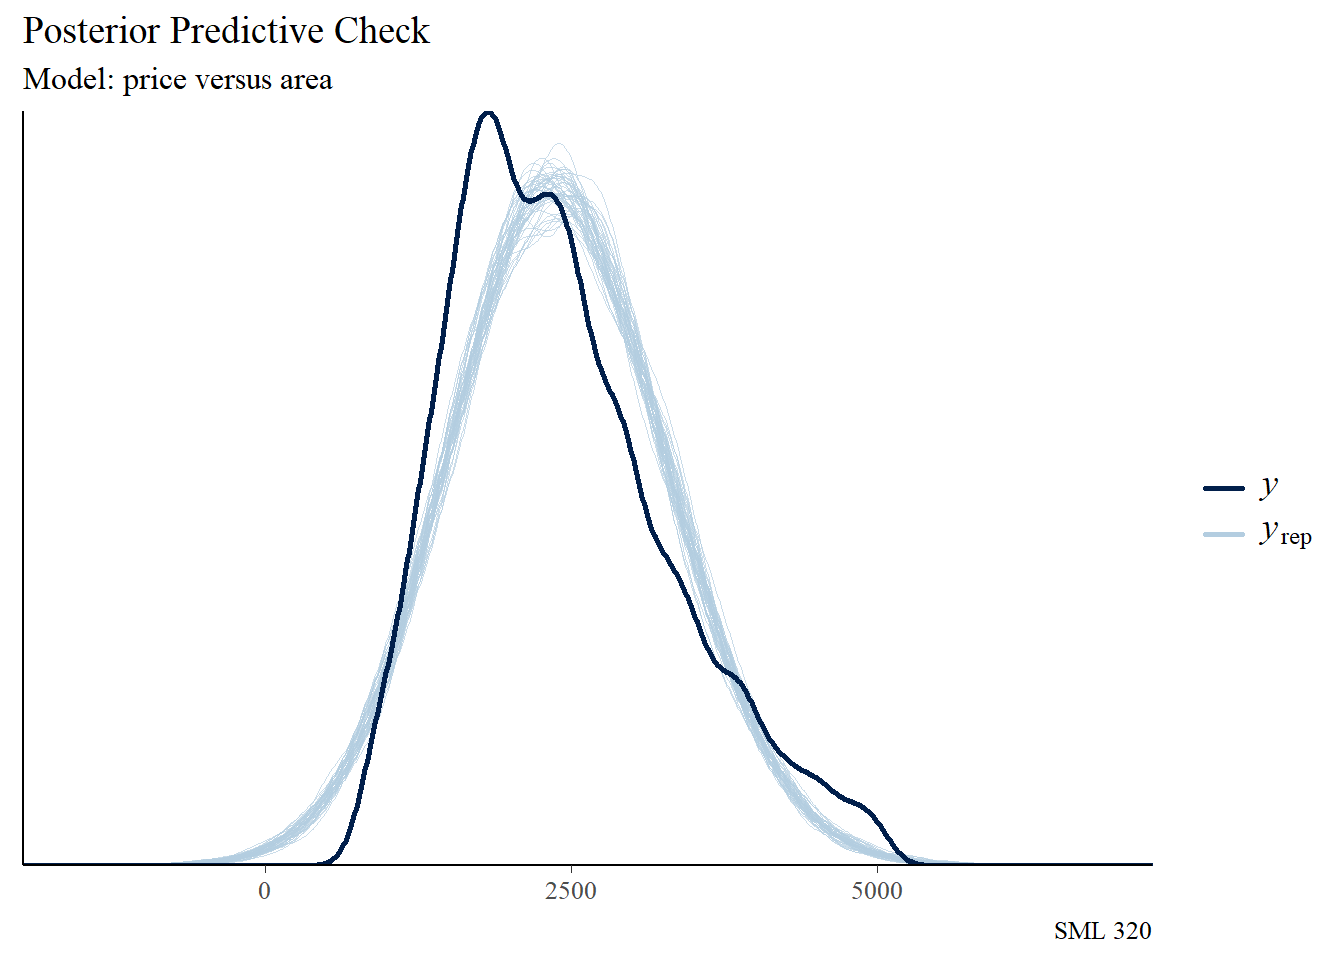 Posterior Predictive Check
Model: price versus area
y
yrep
0 2500 5000
SML 320